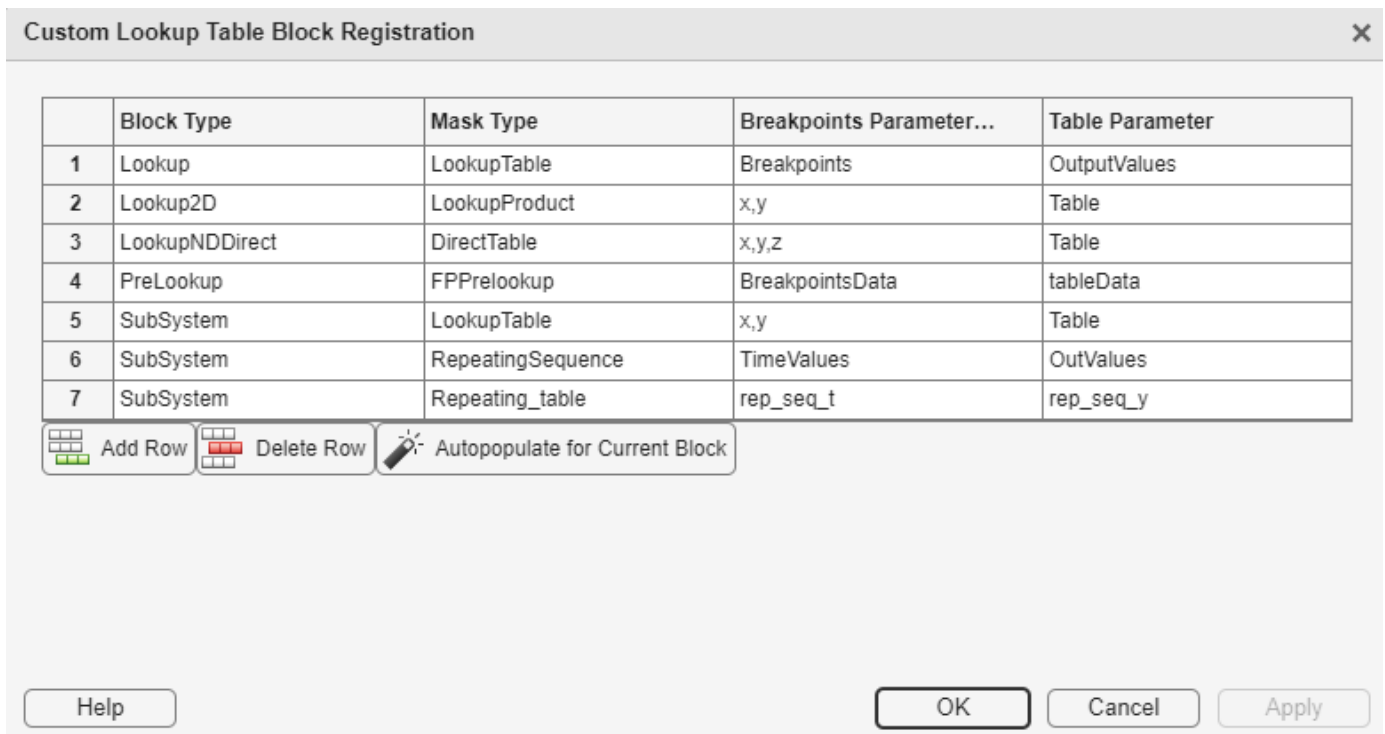 Custom Lookup Table Block Registration
Block Type Mask Type Breakpoints Parameter... Table Parameter
1 Lookup LookupTable Breakpoints OutputValues
2 Lookup2D LookupProduct x,y Table
3 LookupNDDirect DirectTable x,y,z Table
4 PreLookup FPPrelookup BreakpointsData tableData
5 SubSystem LookupTable x,y Table
6 SubSystem RepeatingSequence TimeValues OutValues
7 SubSystem Repeating_table rep_seq_t rep_seq_y
Add Row Delete Row Autopopulate for Current Block
Help OK Cancel Apply